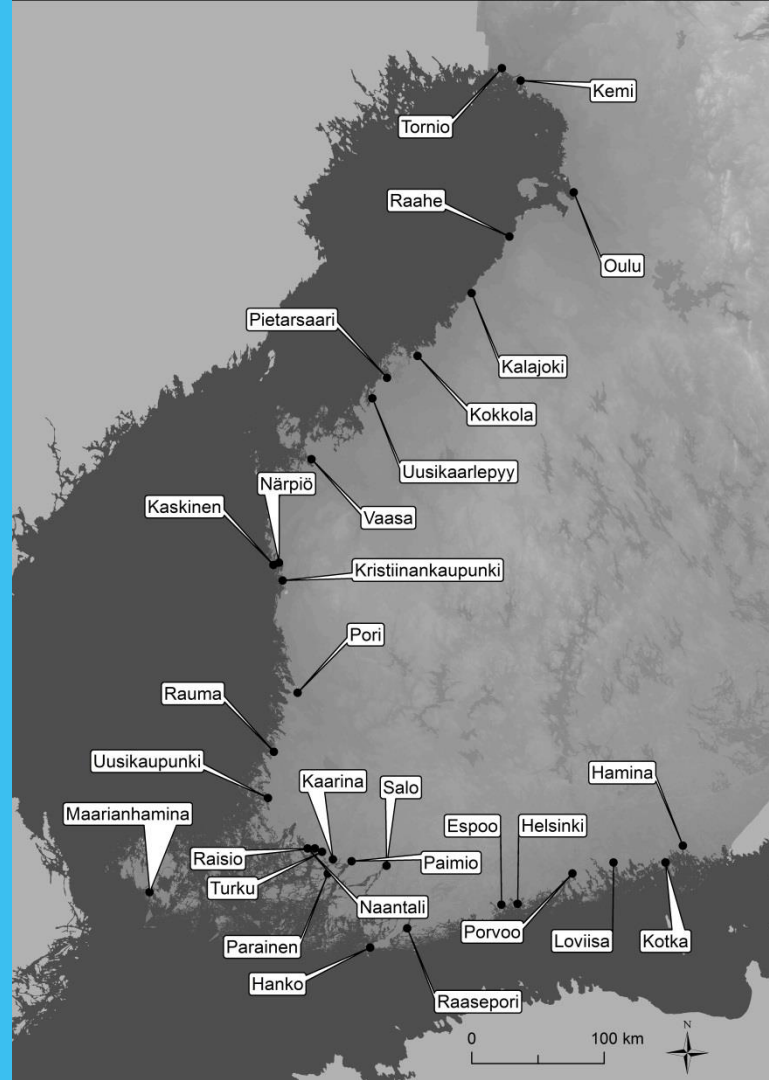 Kemi
Tornio
Raahe
Oulu
Pietarsaari
Kalajoki
Kokkola
Uusikaarlepyy
Närpiö
Kaskinen
Vaasa
Kristiinankaupunki
Pori
Rauma
Uusikaupunki
Kaarina
Salo
Hamina
Maarianhamina
Espoo
Helsinki
Raisio
Paimio
Turku
Naantali
Parainen
Porvoo
Loviisa
Kotka
Hanko
Raasepori
N
0 100 km